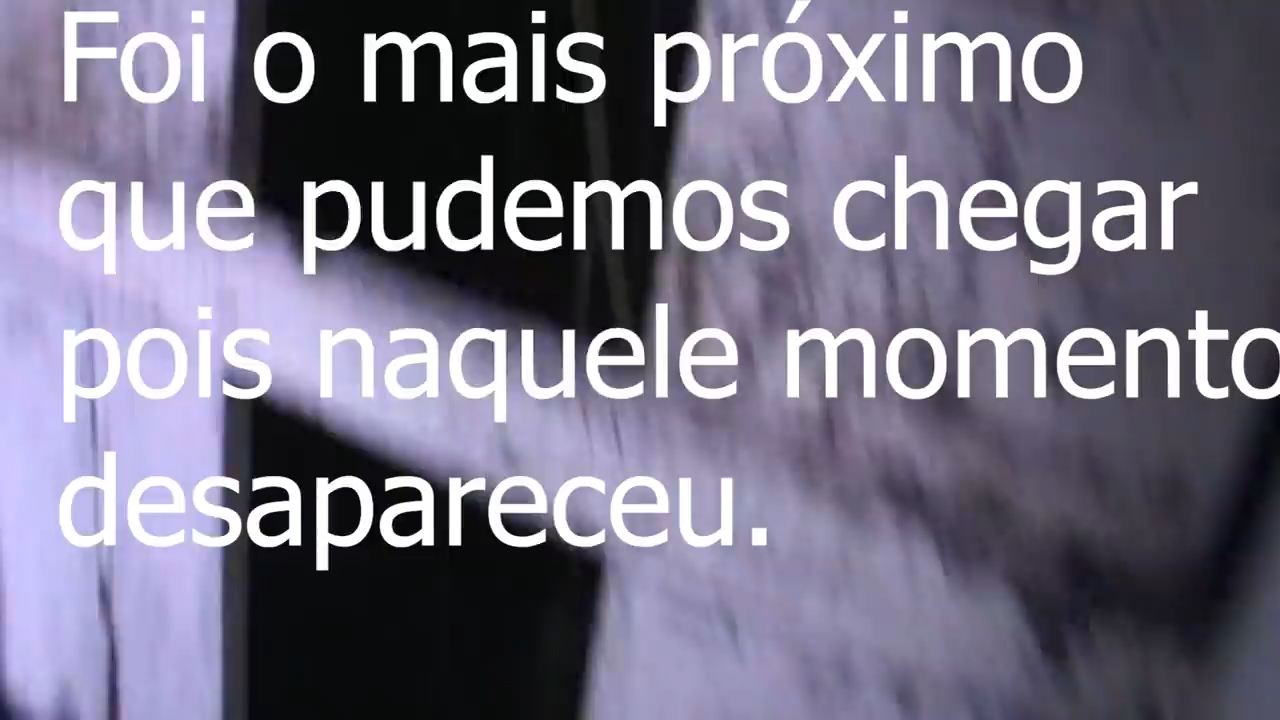 Foi o mais próximo
que pudemos chegar
pois naquele momento
desapareceu.